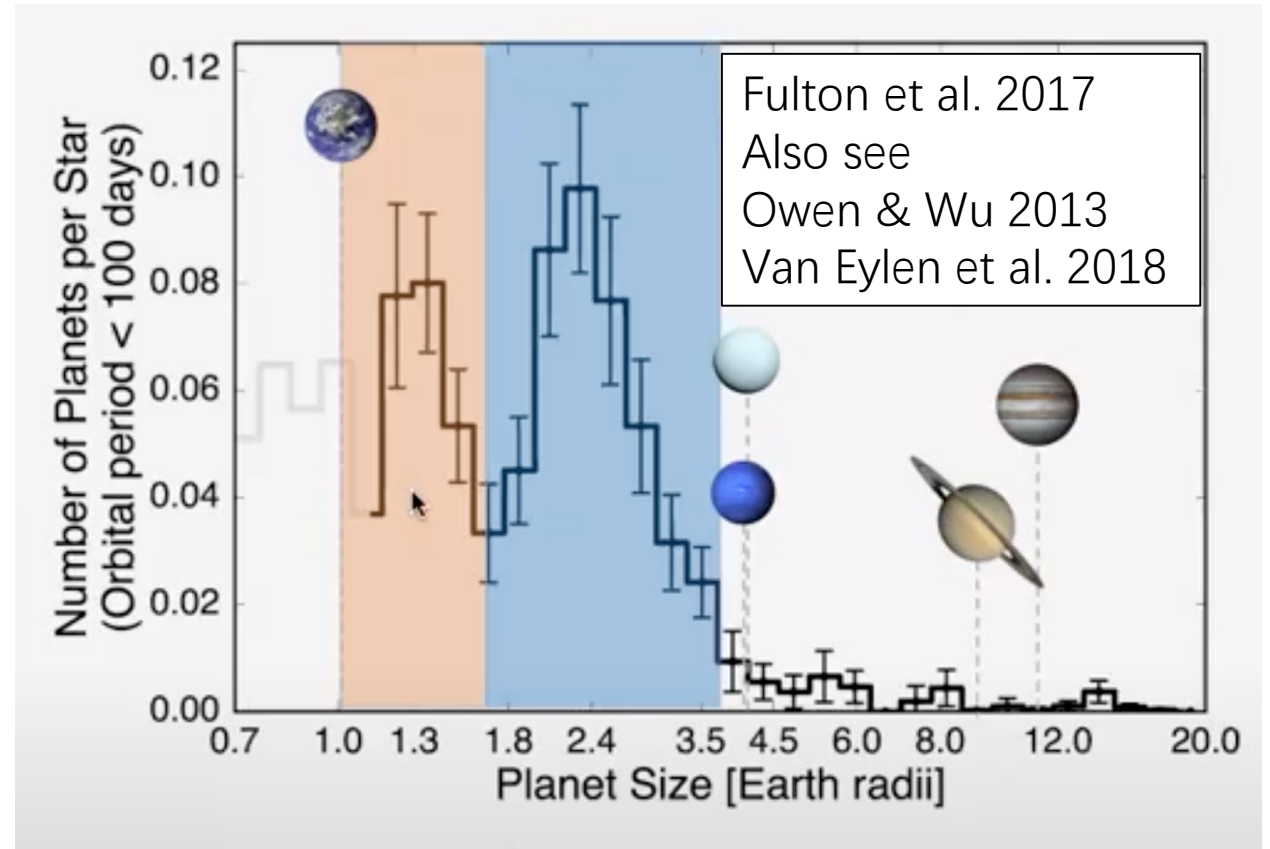 0.12
0.10
0.08
0.06
0.04
0.02
0.00
Number of Planets per Star
(Orbital period < 100 days)
Fulton et al. 2017
Also see
Owen & Wu 2013
Van Eylen et al. 2018
0.7 1.0 1.3 1.8 2.4 3.5 4.5 6.0 8.0 12.0 20.0
Planet Size [Earth radii]